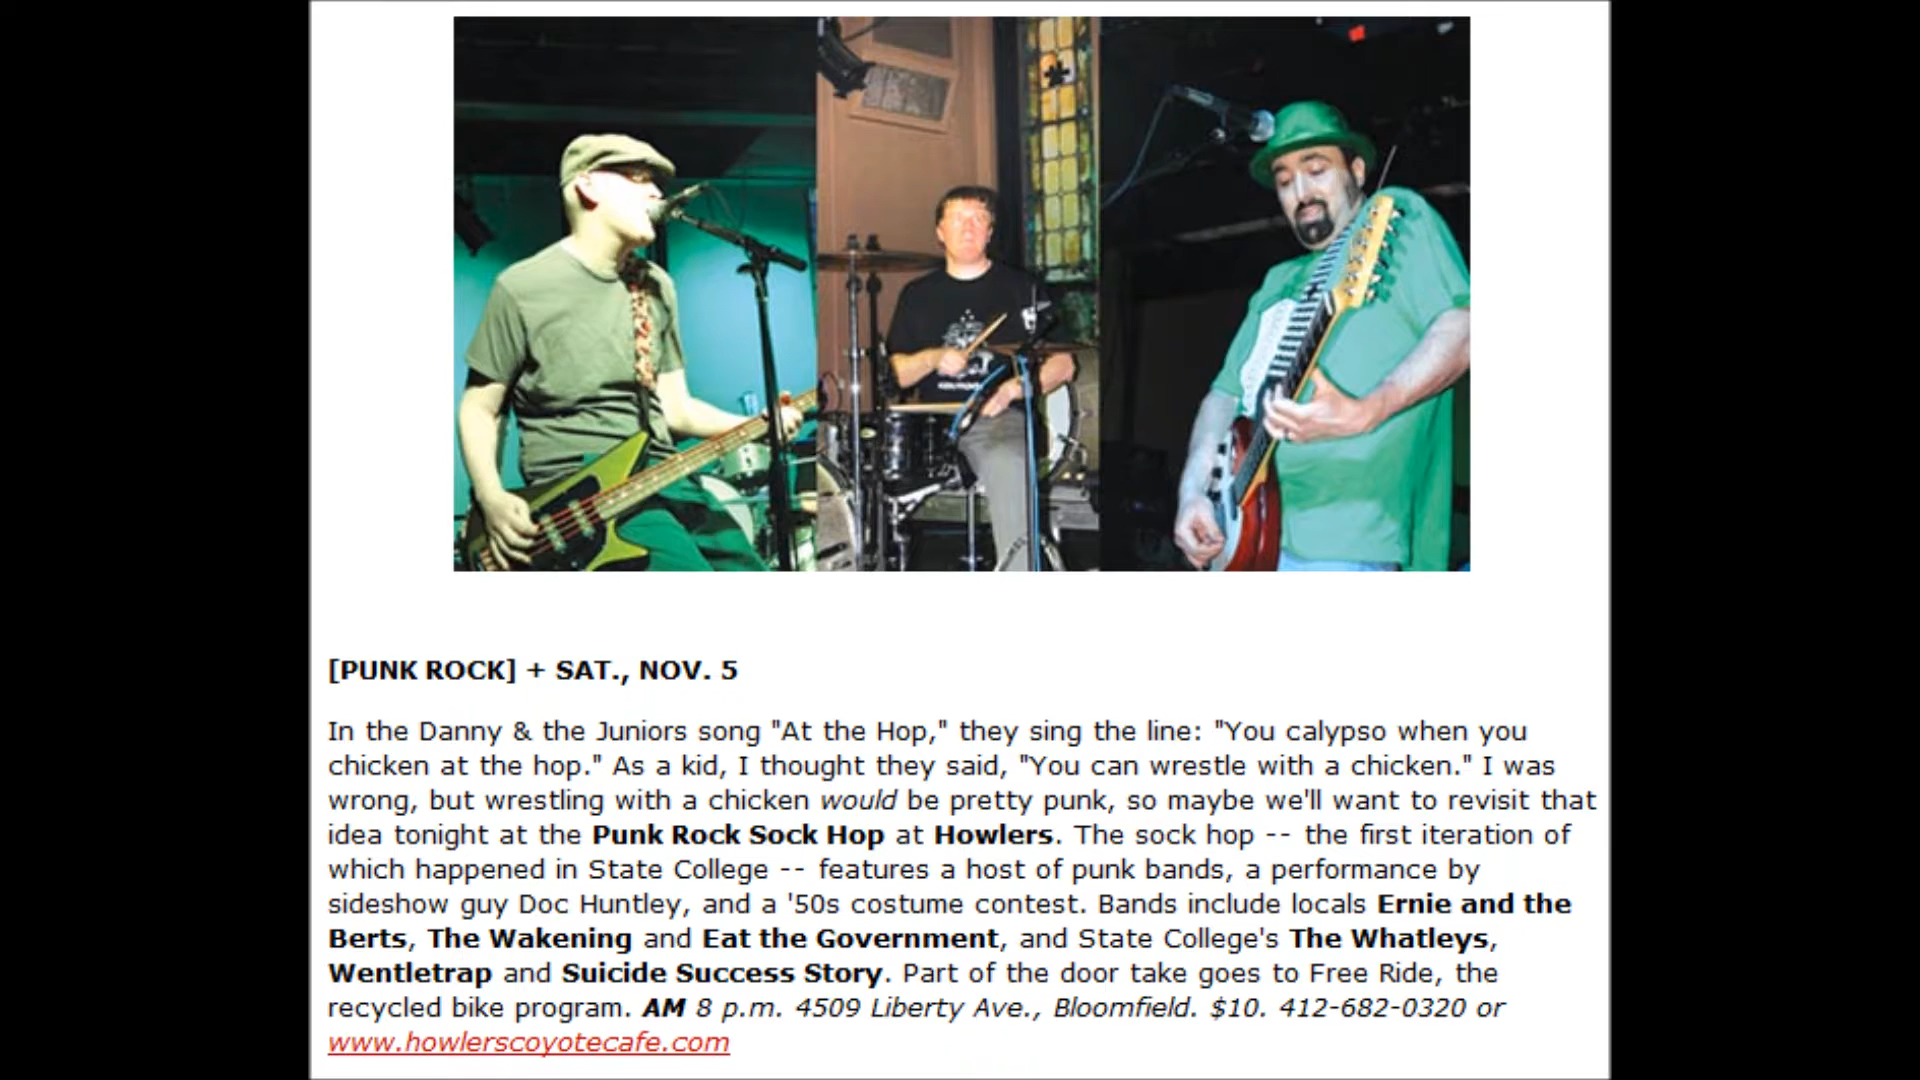 [PUNK ROCK] + SAT., NOV. 5
In the Danny & the Juniors song "At the Hop," they sing the line: "You calypso when you
chicken at the hop." As a kid, I thought they said, "You can wrestle with a chicken." I was
wrong, but wrestling with a chicken would be pretty punk, so maybe we'll want to revisit that
idea tonight at the Punk Rock Sock Hop at Howlers. The sock hop -- the first iteration of
which happened in State College -- features a host of punk bands, a performance by
sideshow guy Doc Huntley, and a '50s costume contest. Bands include locals Ernie and the
Berts, The Wakening and Eat the Government, and State College's The Whatleys,
Wentletrap and Suicide Success Story. Part of the door take goes to Free Ride, the
recycled bike program. AM 8 p.m. 4509 Liberty Ave., Bloomfield. $10. 412-682-0320 or
www.howlerscoyotecafe.com